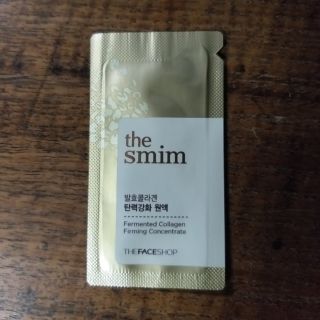 the
smim
발효콜라겐
탄력강화 원액
Fermented Collagen
Firming Concentrate
THEFACESHOP